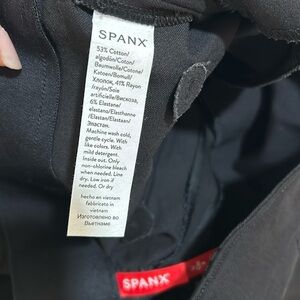 SPANX
53% Cotton/
algodón/Coton/
Baumwolle/Cotone/
Katoen/Bomull/
Хлопок, 41% Rayon
/rayón/Soie
artificielle/Вискоза,
6% Elastane/
elastano/Elasthanne
/Elastan/Elastaan/
Эластан.
Machine wash cold,
gentle cycle. With
like colors. With
mild detergent.
Inside out. Only
non-chlorine bleach
when needed. Line
dry. Low iron if
needed. Or dry
hecho en vietnam
fabricato in
vietnam
Изготовлено во
Вьетнаме
SPANX